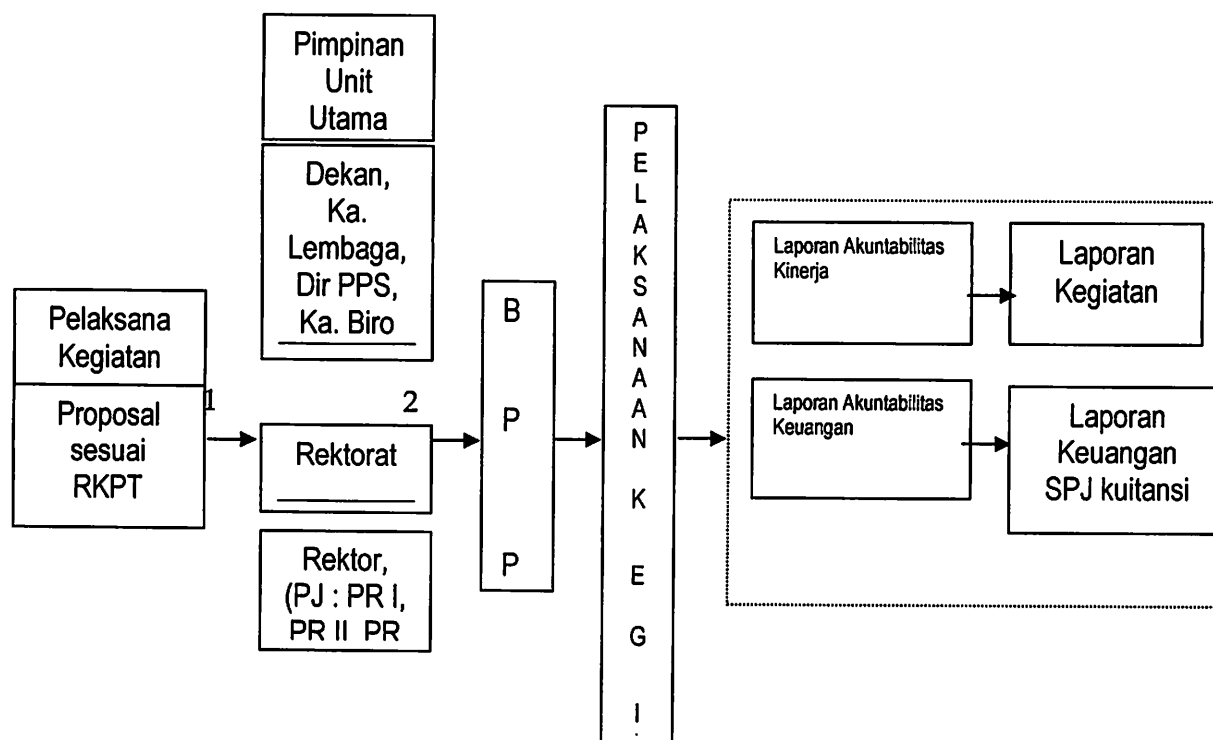 Pelaksana
Kegiatan
Proposal
sesuai
RKPT
1
Pimpinan
Unit
Utama
Dekan,
Ka.
Lembaga,
Dir PPS,
Ka. Biro
2
Rektorat
Rektor,
(PJ : PR I,
PR II PR
B
P
P
P
E
L
A
K
S
A
N
A
A
N
K
E
G
I
Laporan Akuntabilitas
Kinerja
Laporan
Kegiatan
Laporan Akuntabilitas
Keuangan
Laporan
Keuangan
SPJ kuitansi